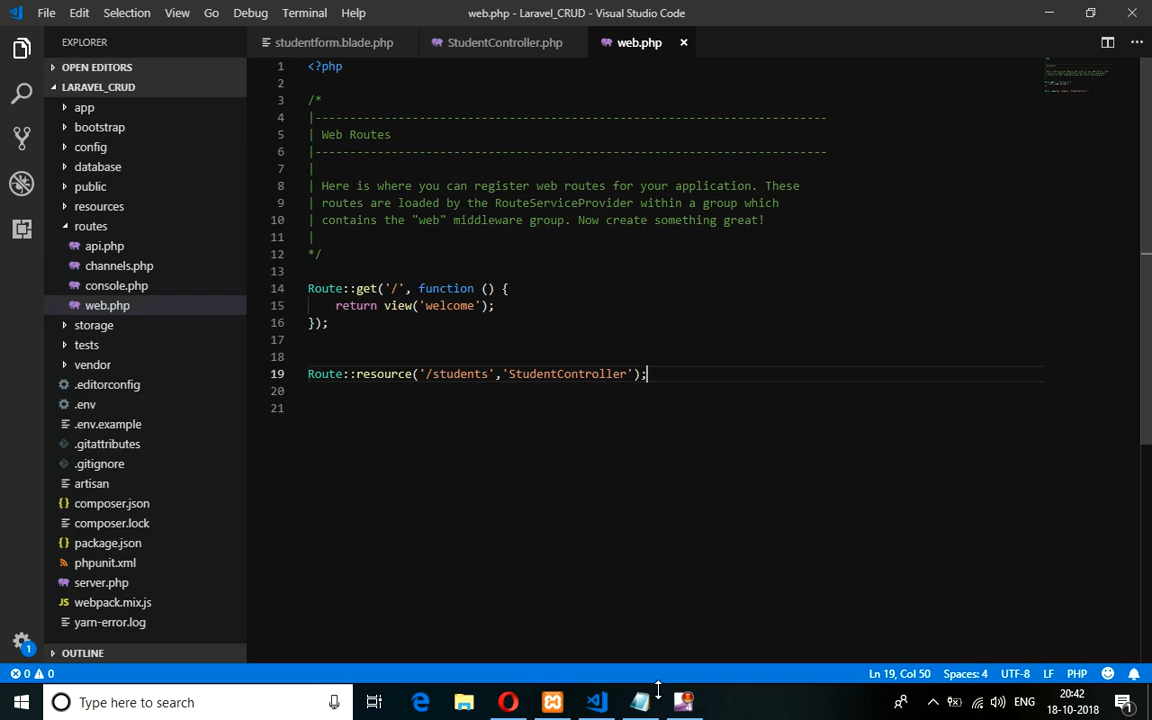 File Edit Selection View Go Debug Terminal Help
web.php - Laravel_CRUD - Visual Studio Code
EXPLORER
studentform.blade.php
StudentController.php
web.php
OPEN EDITORS
LARAVEL_CRUD
app
bootstrap
config
database
public
resources
routes
api.php
channels.php
console.php
web.php
storage
tests
vendor
.editorconfig
.env
.env.example
.gitattributes
.gitignore
artisan
composer.json
composer.lock
package.json
phpunit.xml
server.php
webpack.mix.js
yarn-error.log
OUTLINE
1 <?php
2
3 /*
4 |--------------------------------------------------------------------------
5 | Web Routes
6 |--------------------------------------------------------------------------
7 |
8 | Here is where you can register web routes for your application. These
9 | routes are loaded by the RouteServiceProvider within a group which
10 | contains the "web" middleware group. Now create something great!
11 |
12 */
13
14 Route::get('/', function () {
15 return view('welcome');
16 });
17
18
19 Route::resource('/students','StudentController');
20
21
1
0 0
Ln 19, Col 50 Spaces: 4 UTF-8 LF PHP
Type here to search
ENG
20:42
18-10-2018
1